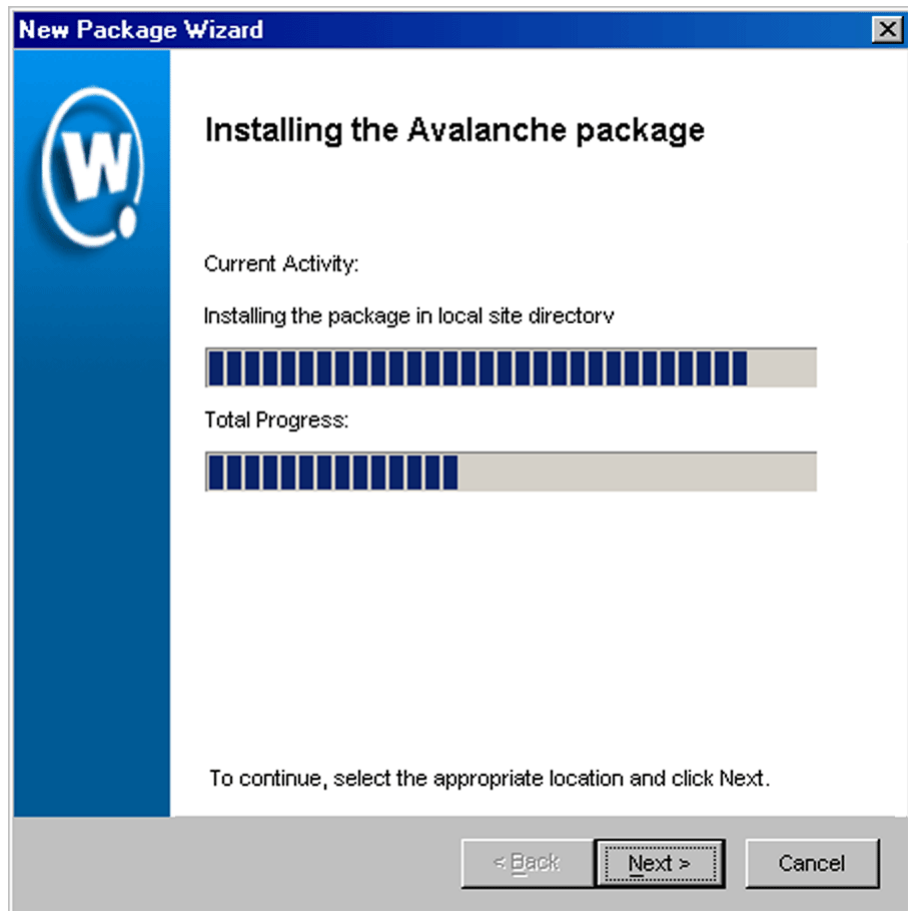 New Package Wizard
W
Installing the Avalanche package
Current Activity:
Installing the package in local site directory
Total Progress:
To continue, select the appropriate location and click Next.
< Back
Next >
Cancel